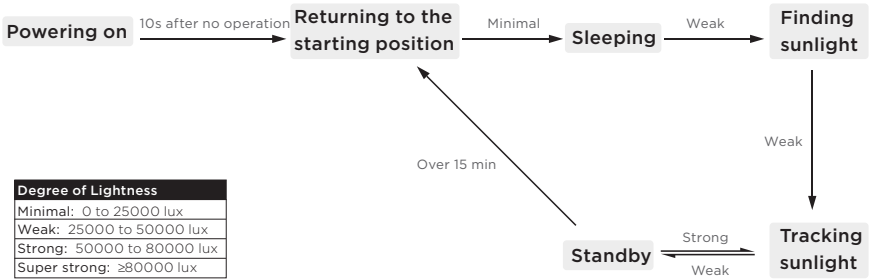 Powering on
10s after no operation
Returning to the
starting position
Minimal
Sleeping
Weak
Finding
sunlight
Weak
Over 15 min
Degree of Lightness
Minimal: 0 to 25000 lux
Weak: 25000 to 50000 lux
Strong: 50000 to 80000 lux
Super strong: ≥80000 lux
Standby
Strong
Weak
Tracking
sunlight